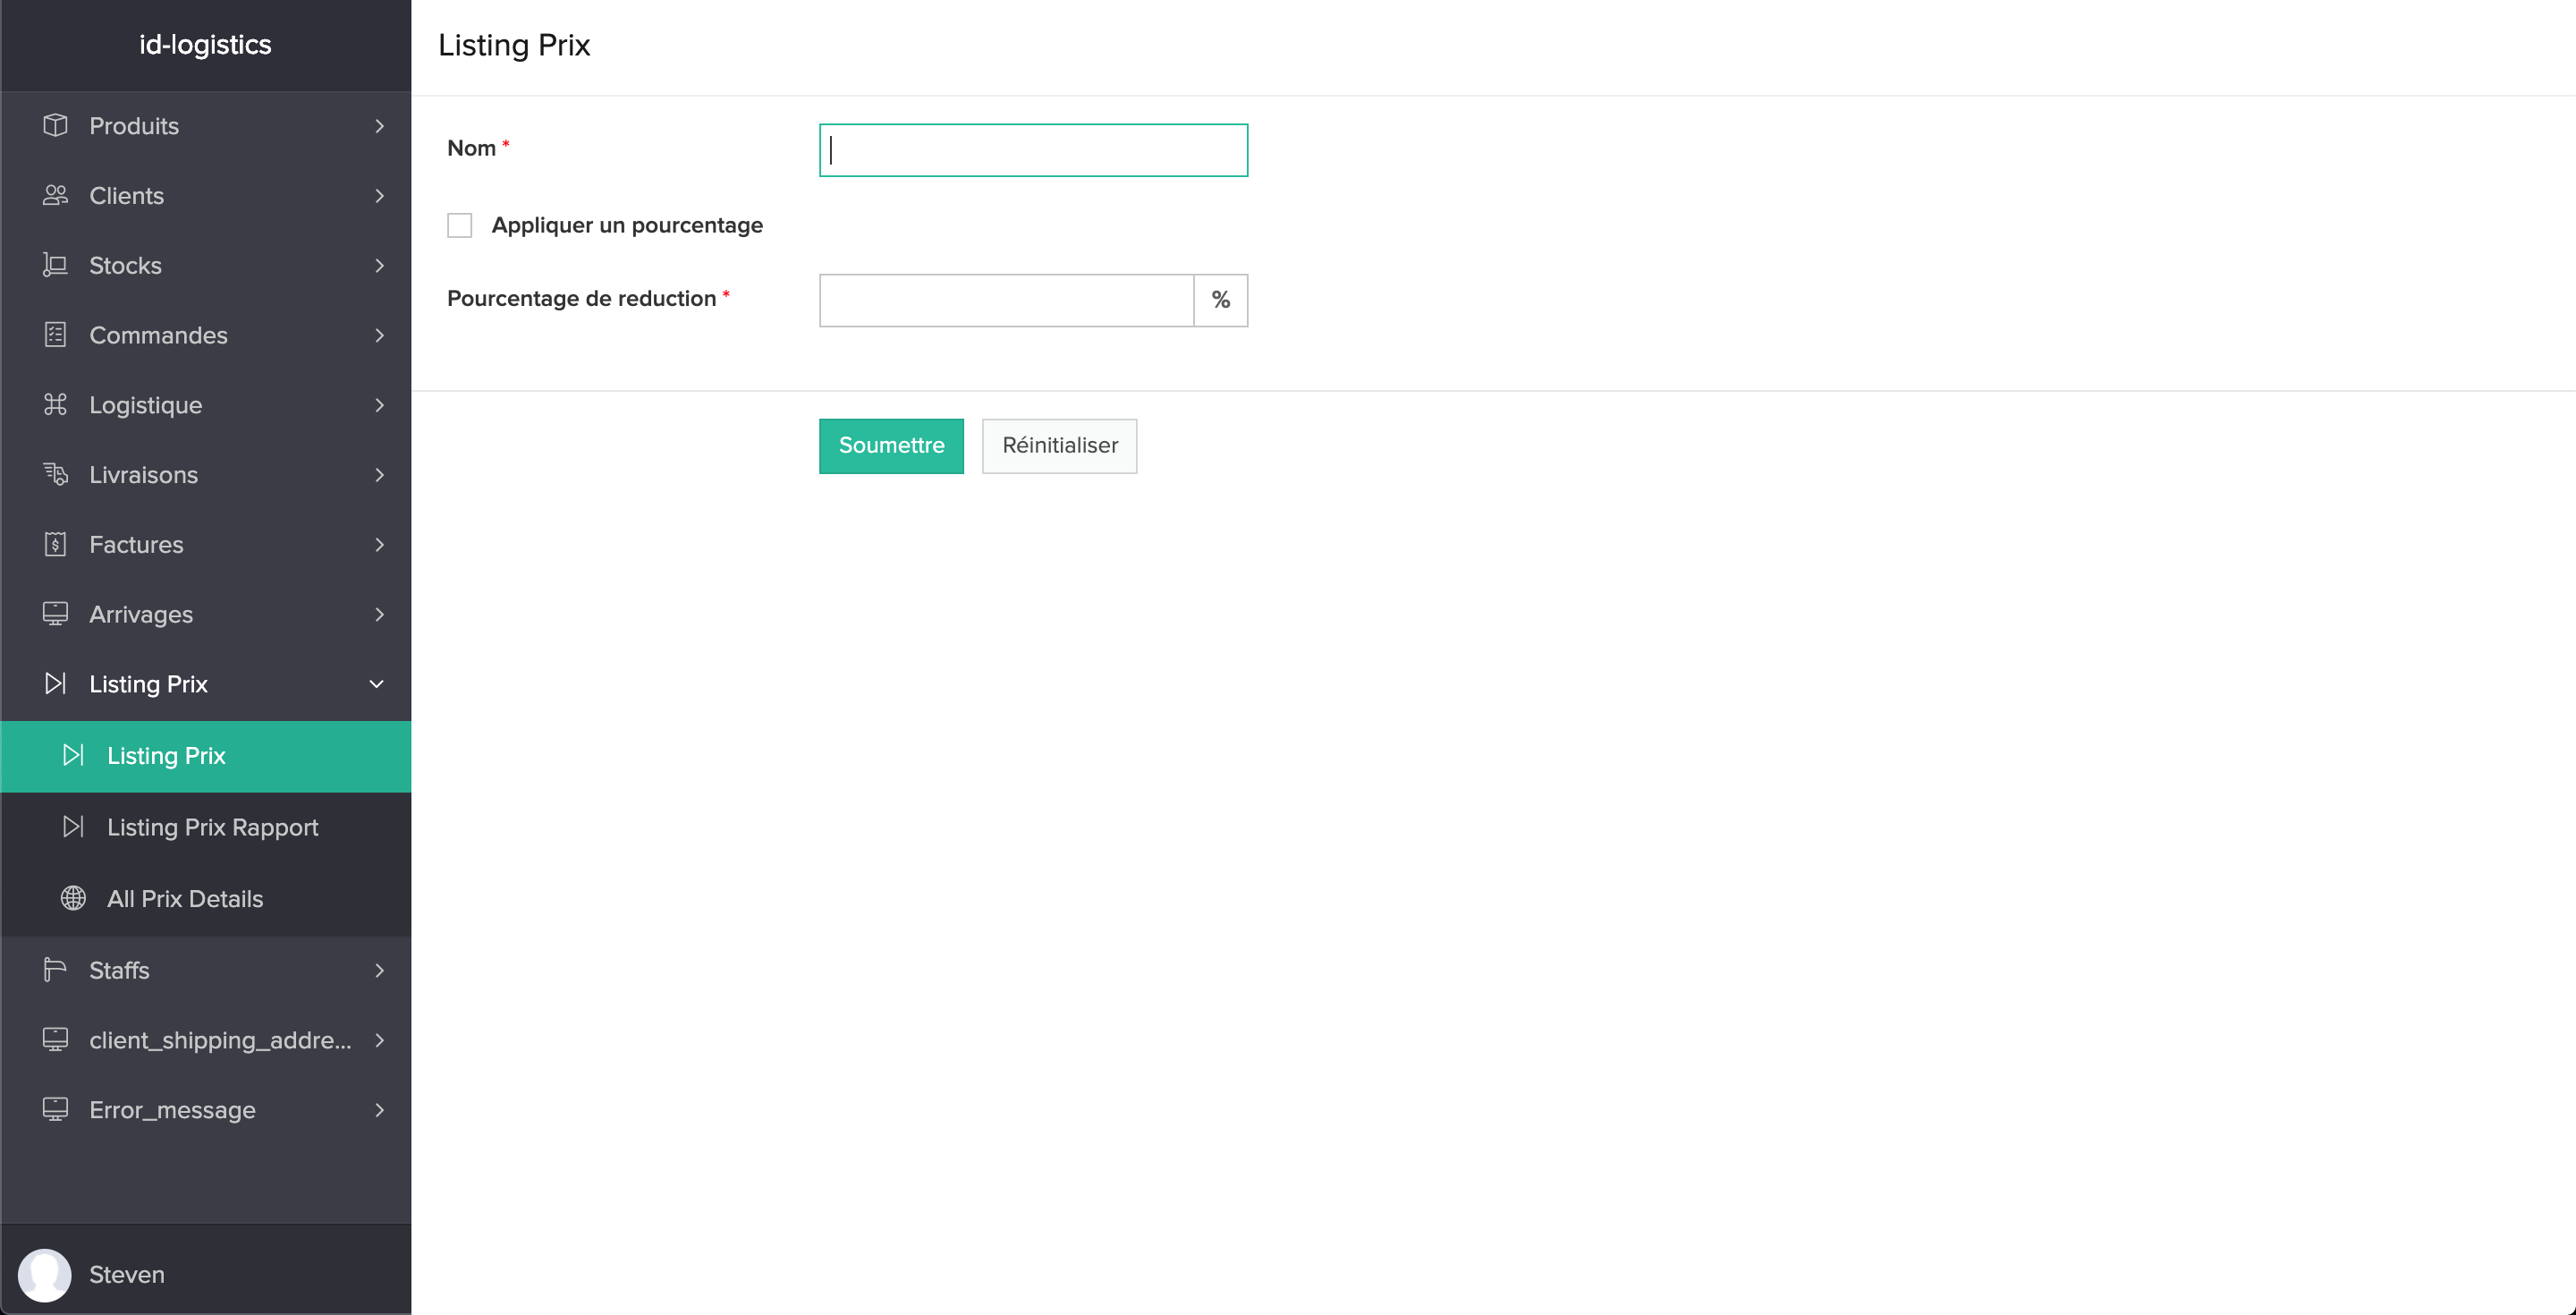 id-logistics
Produits
Clients
Stocks
Commandes
Logistique
Livraisons
Factures
Arrivages
Listing Prix
Listing Prix
Listing Prix Rapport
All Prix Details
Staffs
client_shipping_addre...
Error_message
Steven
Listing Prix
Nom *
Appliquer un pourcentage
Pourcentage de reduction * %
Soumettre Réinitialiser